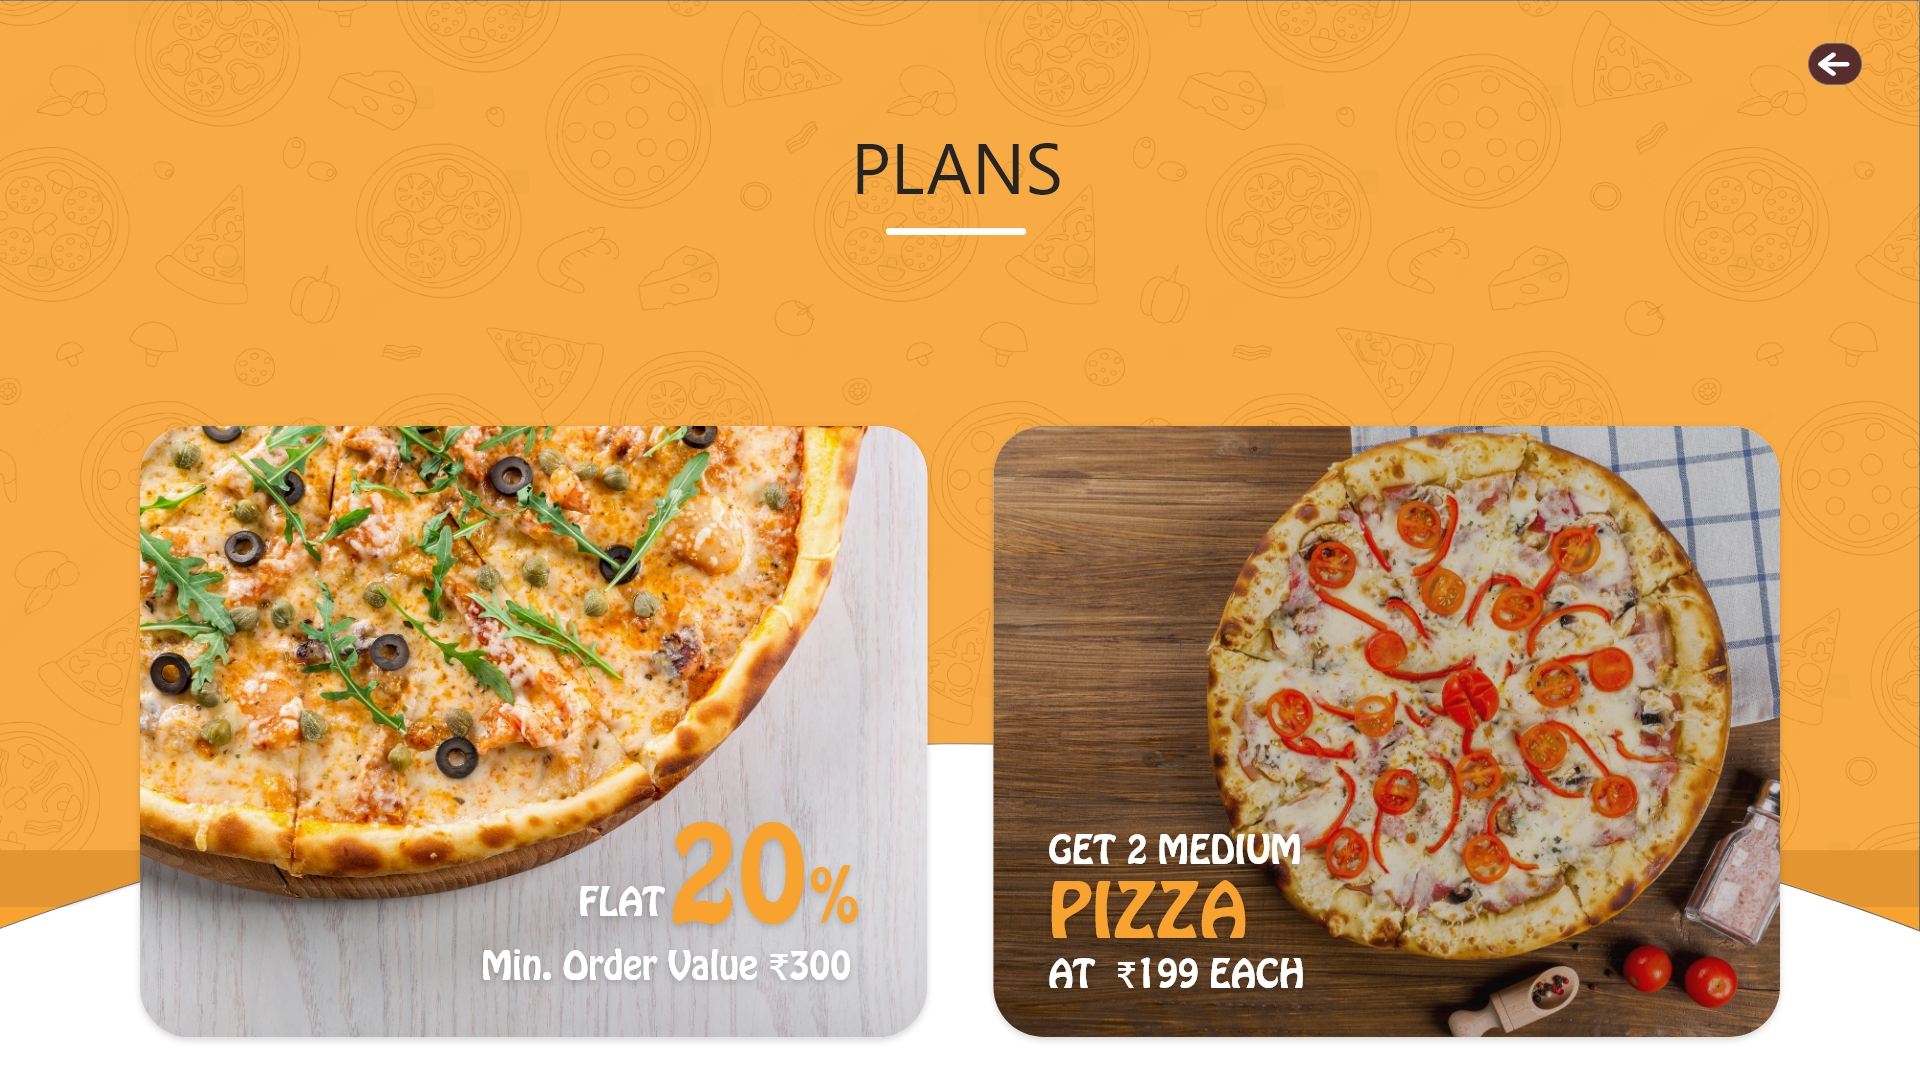 PLANS
FLAT 20%
Min. Order Value ₹300
GET 2 MEDIUM
PIZZA
AT ₹199 EACH